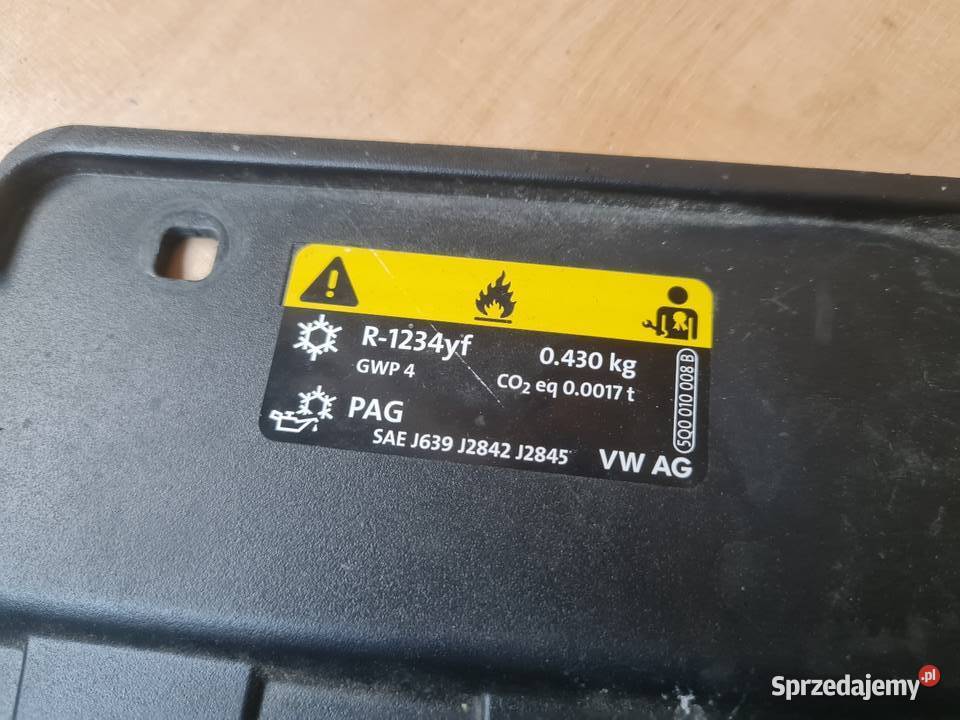 R-1234yf 0.430 kg
GWP 4 CO₂ eq 0.0017 t
PAG
SAE J639 J2842 J2845 VW AG
5Q0 010 008 B
Sprzedajemy.pl